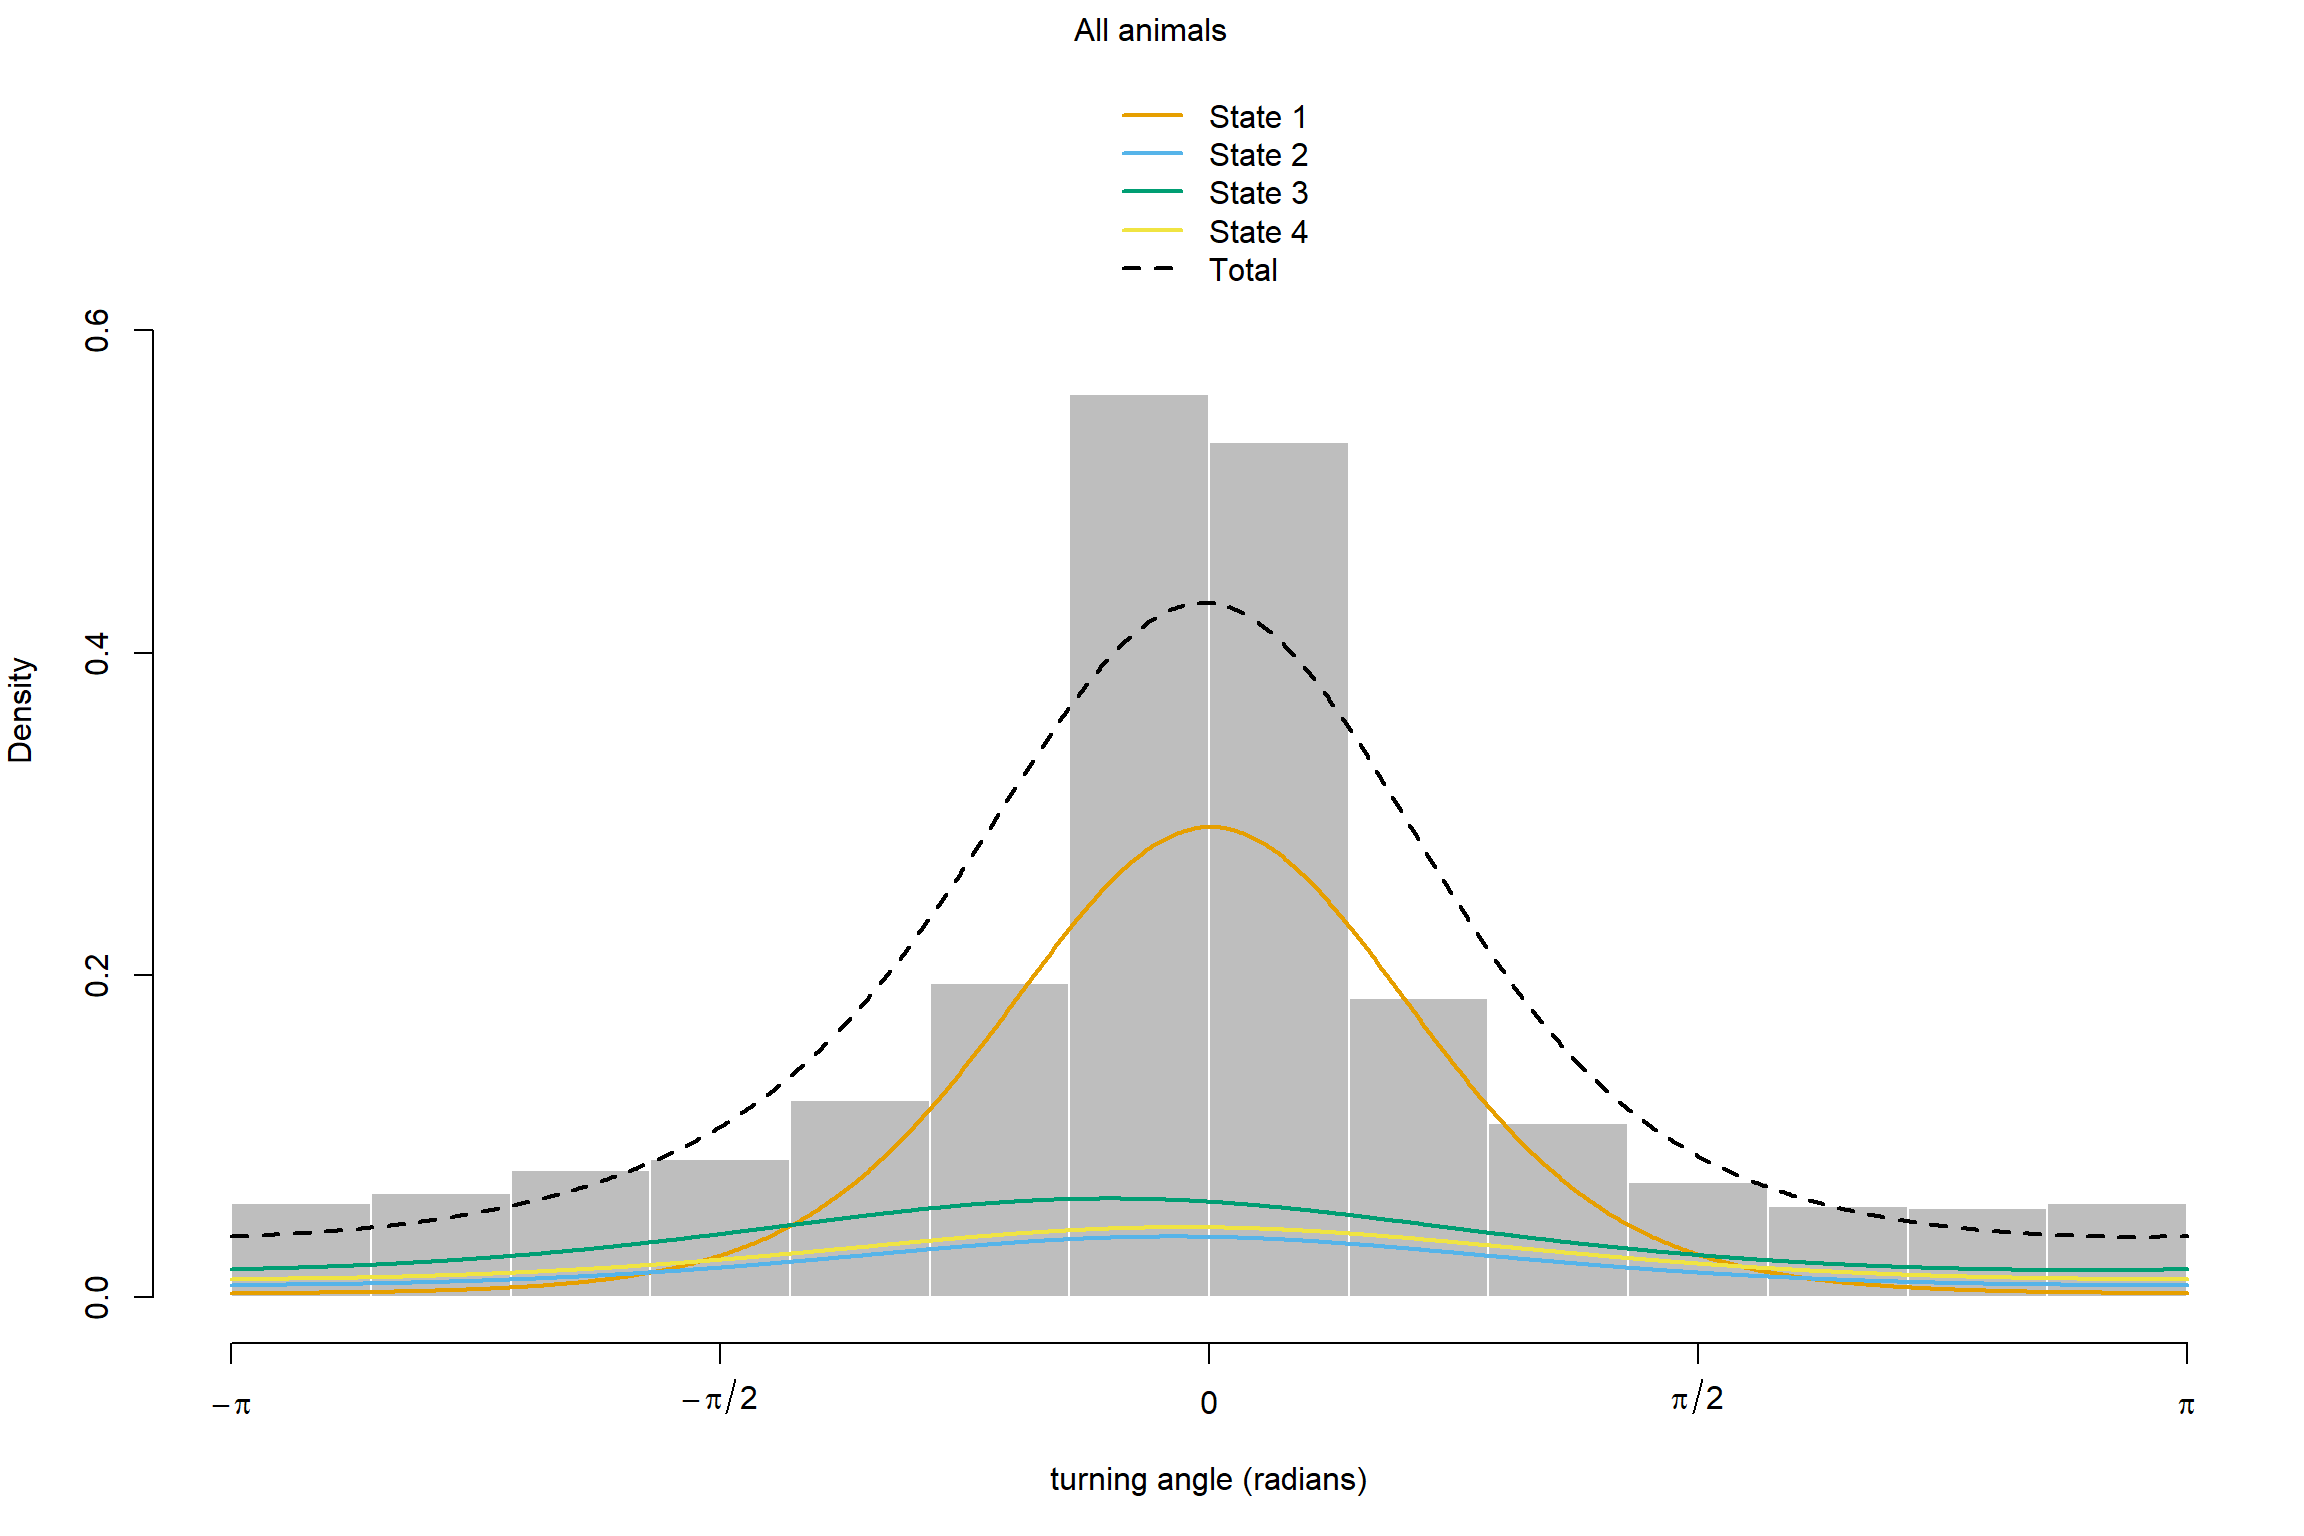 All animals
State 1
State 2
State 3
State 4
Total
Density
0.6
0.4
0.2
0.0
−π
−π/2
0
π/2
π
turning angle (radians)